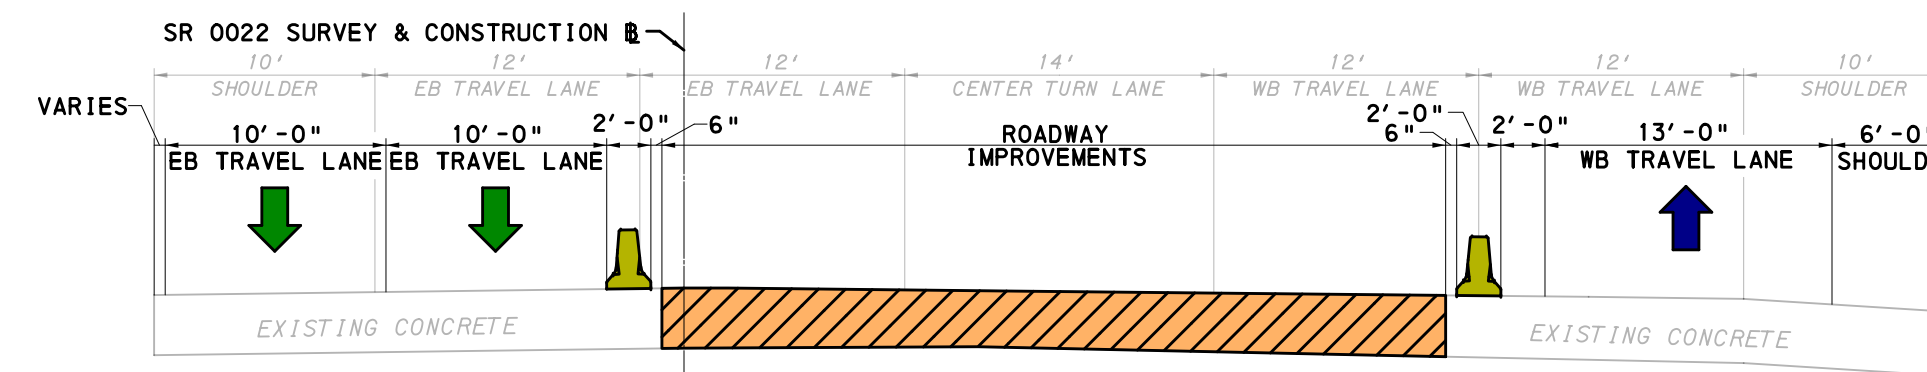 SR 0022 SURVEY & CONSTRUCTION ℄
10' 12' 12' 14' 12' 12' 10'
SHOULDER EB TRAVEL LANE EB TRAVEL LANE CENTER TURN LANE WB TRAVEL LANE WB TRAVEL LANE SHOULDER
VARIES
10'-0" 10'-0" 2'-0" 6" ROADWAY 2'-0" 6" 2'-0" 13'-0" 6'-0"
EB TRAVEL LANE EB TRAVEL LANE IMPROVEMENTS WB TRAVEL LANE SHOULD
EXISTING CONCRETE EXISTING CONCRETE